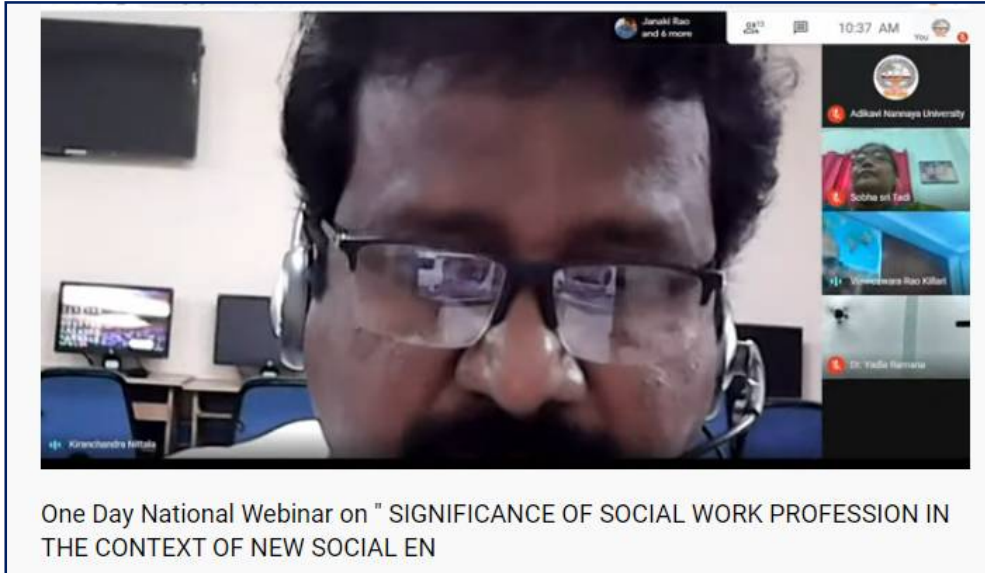 Janaki Rao
and 6 more
13
10:37 AM
You
Adikavi Nannaya University
Sobha sri Tadi
Rao Killari
Dr. Yadla Ramana
Kiranchandra Nittala
One Day National Webinar on " SIGNIFICANCE OF SOCIAL WORK PROFESSION IN
THE CONTEXT OF NEW SOCIAL EN